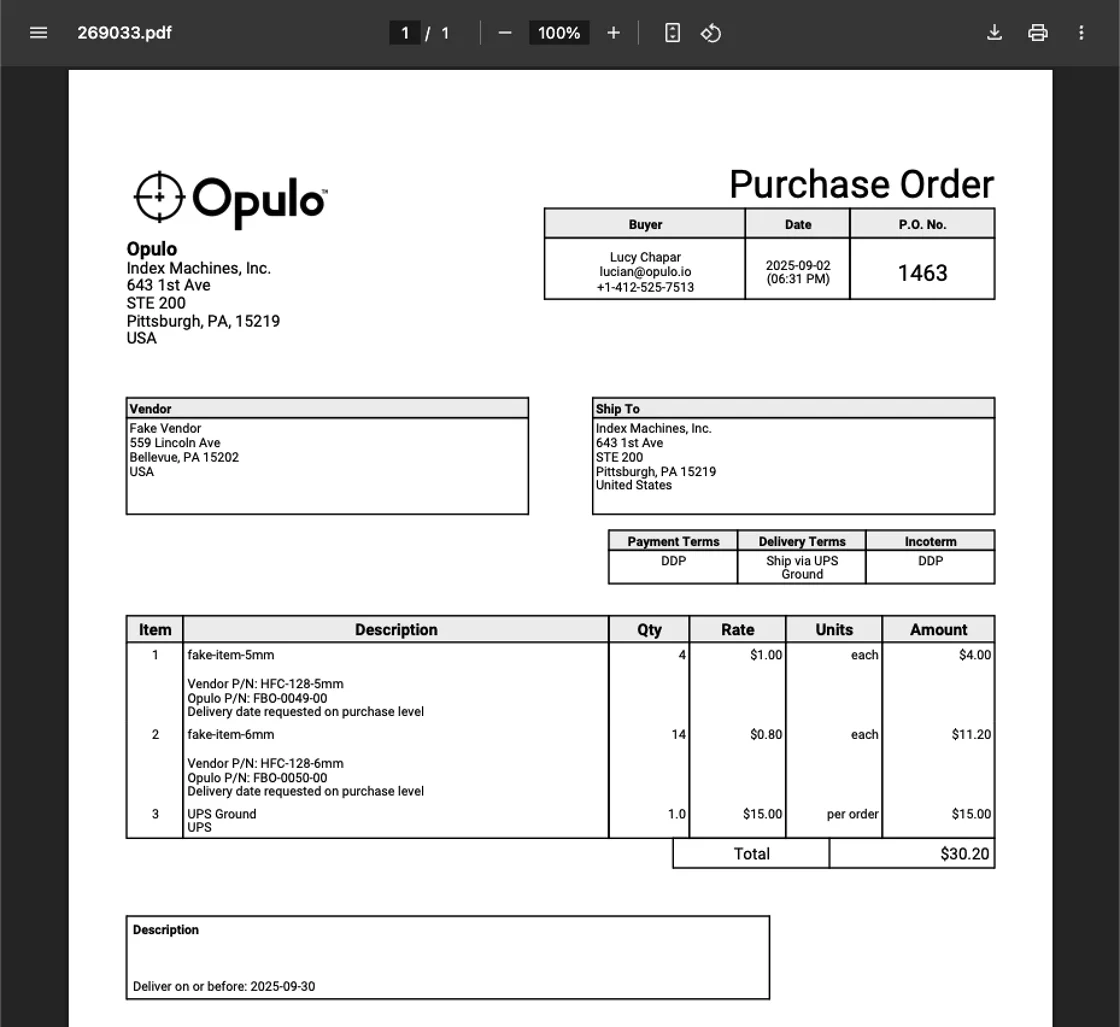 269033.pdf
1 / 1
100%
Opulo™
Purchase Order
Buyer Date P.O. No.
Lucy Chapar
lucian@opulo.io
+1-412-525-7513
2025-09-02
(06:31 PM)
1463
Opulo
Index Machines, Inc.
643 1st Ave
STE 200
Pittsburgh, PA, 15219
USA
Vendor
Fake Vendor
559 Lincoln Ave
Bellevue, PA 15202
USA
Ship To
Index Machines, Inc.
643 1st Ave
STE 200
Pittsburgh, PA 15219
United States
Payment Terms Delivery Terms Incoterm
DDP Ship via UPS DDP
Ground
Item Description Qty Rate Units Amount
1 fake-item-5mm 4 $1.00 each $4.00
Vendor P/N: HFC-128-5mm
Opulo P/N: FBO-0049-00
Delivery date requested on purchase level
2 fake-item-6mm 14 $0.80 each $11.20
Vendor P/N: HFC-128-6mm
Opulo P/N: FBO-0050-00
Delivery date requested on purchase level
3 UPS Ground 1.0 $15.00 per order $15.00
UPS
Total $30.20
Description
Deliver on or before: 2025-09-30